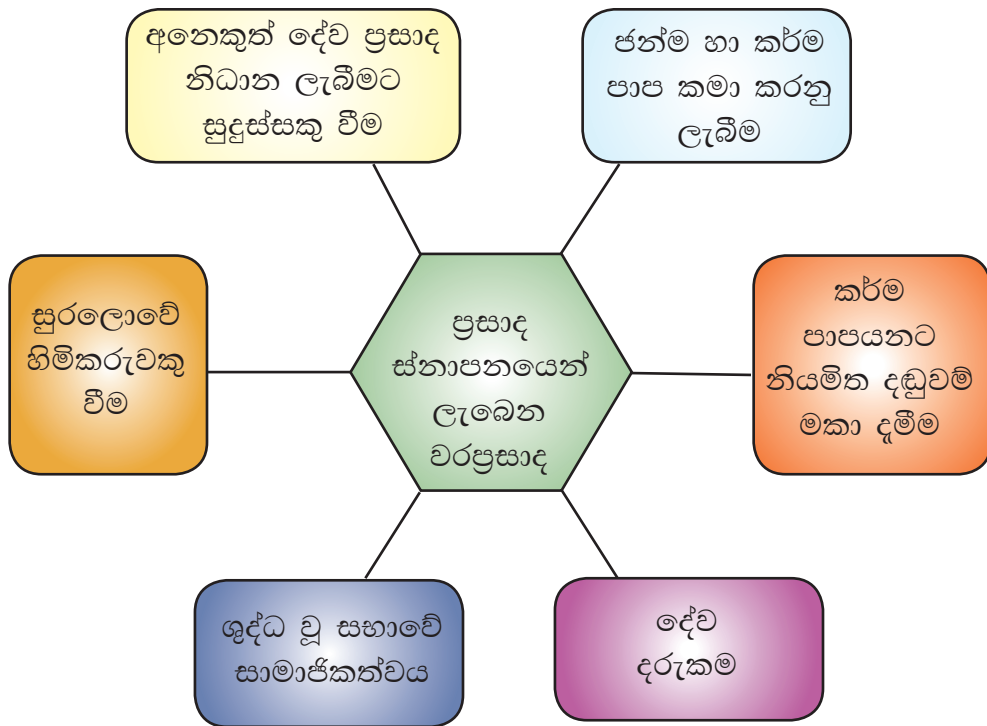 අනෙකුත් දේව ප්‍රසාද
නිධාන ලැබීමට
සුදුස්සකු වීම
ජන්ම හා කර්ම
පාප කමා කරනු
ලැබීම
සුරලොවේ
හිමිකරුවකු
වීම
ප්‍රසාද
ස්නාපනයෙන්
ලැබෙන
වරප්‍රසාද
කර්ම
පාපයනට
නියමිත දඬුවම්
මකා දැමීම
ශුද්ධ වූ සභාවේ
සාමාජිකත්වය
දේව
දරුකම